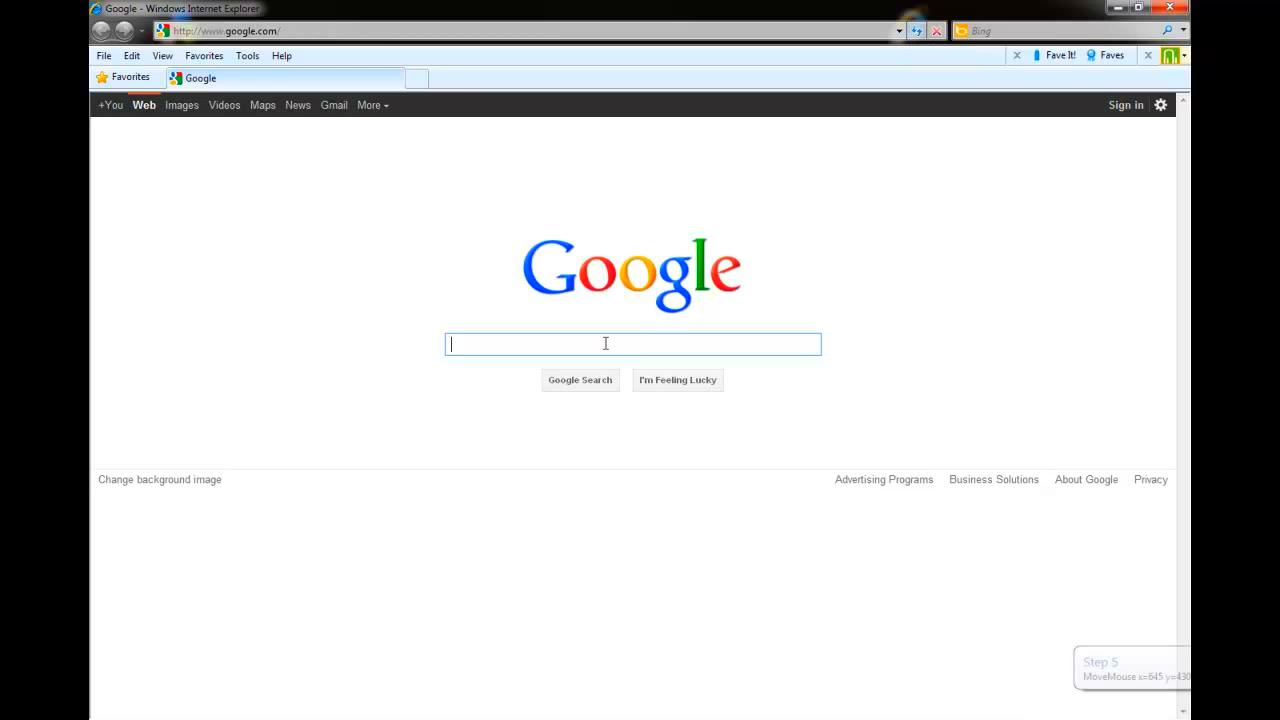 Google - Windows Internet Explorer
http://www.google.com/
Bing
File Edit View Favorites Tools Help
Fave It! Faves
Favorites Google
+You Web Images Videos Maps News Gmail More
Sign in
Google
Google Search I'm Feeling Lucky
Change background image
Advertising Programs Business Solutions About Google Privacy
Step 5
MoveMouse x=645 y=430